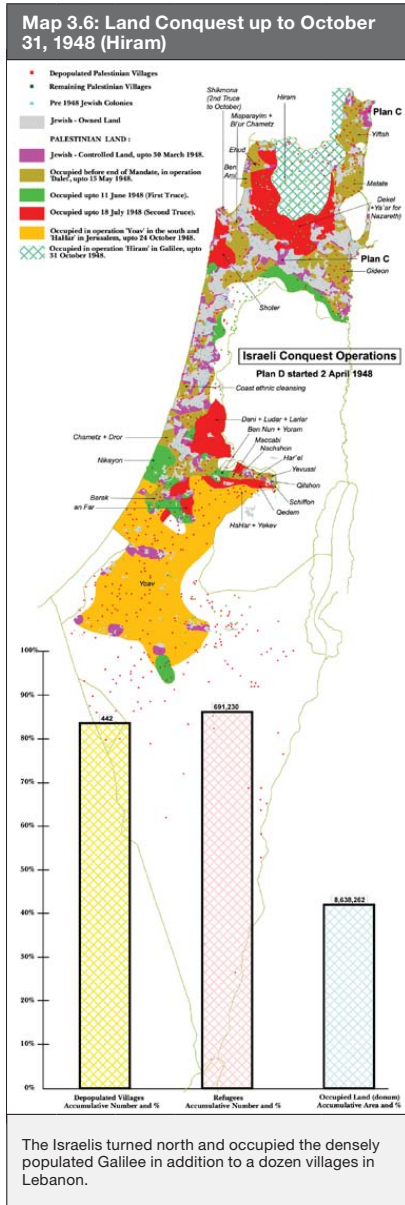 Map 3.6: Land Conquest up to October
31, 1948 (Hiram)
Depopulated Palestinian Villages
Remaining Palestinian Villages
Pre 1948 Jewish Colonies
Jewish - Owned Land
PALESTINIAN LAND :
Jewish - Controlled Land, upto 30 March 1948.
Occupied before end of Mandate, in operation
'Dalet', upto 15 May 1948.
Occupied upto 11 June 1948 (First Truce).
Occupied upto 18 July 1948 (Second Truce).
Occupied in operation 'Yoav' in the south and
'HaHar' in Jerusalem, upto 24 October 1948.
Occupied in operation 'Hiram' in Galilee, upto
31 October 1948.
Shikmona
(2nd Truce
to October)
Hiram
Maparayim +
Bi'ur Chametz
Plan C
Yiftah
Ehud
Ben
Ami
Matate
Dekel
(+Ya'ar for
Nazareth)
Plan C
Gideon
Shoter
Israeli Conquest Operations
Plan D started 2 April 1948
Coast ethnic cleansing
Dani + Ludar + Larlar
Ben Nun + Yoram
Maccabi
Chametz + Dror
Nachshon
Har'el
Nikayon
Yevussi
Qilshon
Barak
an Far
Schiffon
Qedem
HaHar + Yekev
Yoav
100%
90%
80%
70%
60%
50%
40%
30%
20%
10%
0%
442
691,230
8,638,262
Depopulated Villages
Accumulative Number and %
Refugees
Accumulative Number and %
Occupied Land (donum)
Accumulative Area and %
The Israelis turned north and occupied the densely
populated Galilee in addition to a dozen villages in
Lebanon.